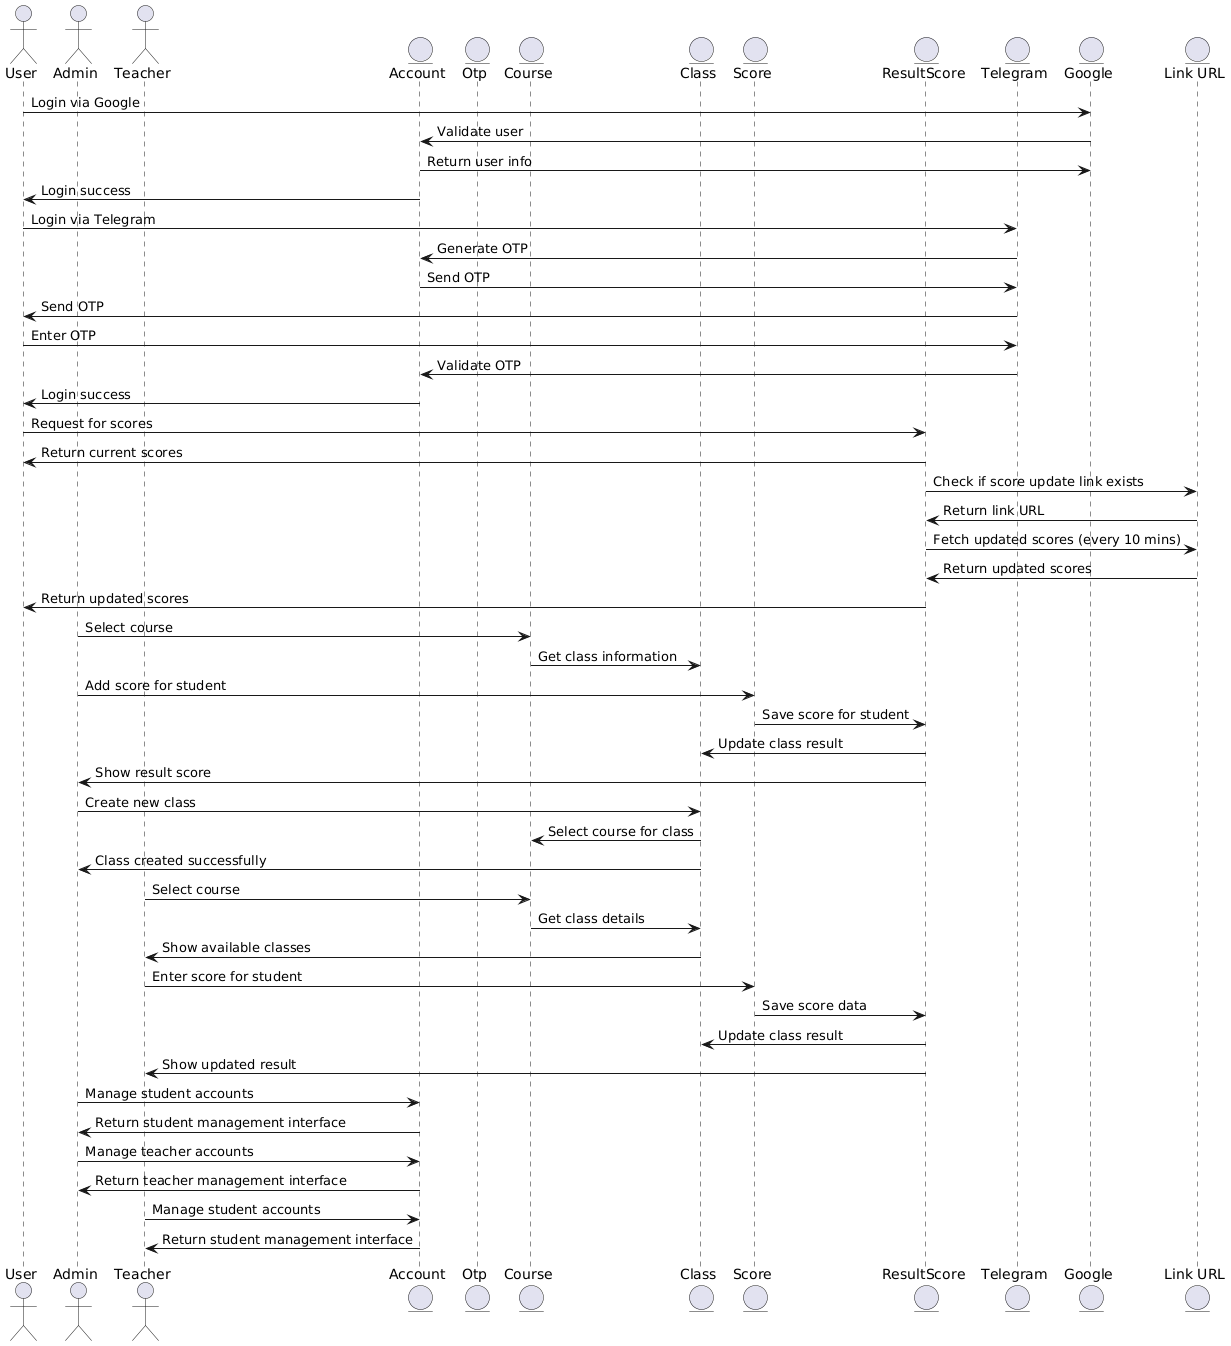 User Admin Teacher Account Otp Course Class Score ResultScore Telegram Google Link URL
Login via Google
Validate user
Return user info
Login success
Login via Telegram
Generate OTP
Send OTP
Send OTP
Enter OTP
Validate OTP
Login success
Request for scores
Return current scores
Check if score update link exists
Return link URL
Fetch updated scores (every 10 mins)
Return updated scores
Return updated scores
Select course
Get class information
Add score for student
Save score for student
Update class result
Show result score
Create new class
Select course for class
Class created successfully
Select course
Get class details
Show available classes
Enter score for student
Save score data
Update class result
Show updated result
Manage student accounts
Return student management interface
Manage teacher accounts
Return teacher management interface
Manage student accounts
Return student management interface
User Admin Teacher Account Otp Course Class Score ResultScore Telegram Google Link URL